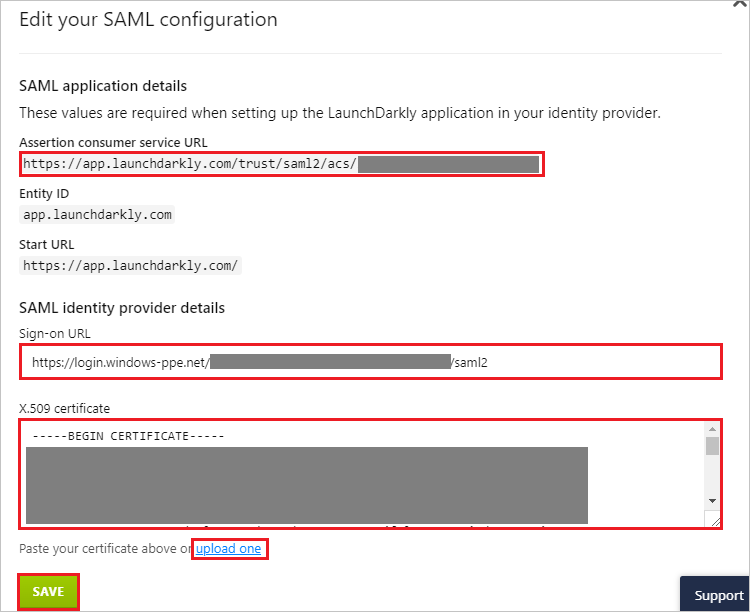 Edit your SAML configuration
SAML application details
These values are required when setting up the LaunchDarkly application in your identity provider.
Assertion consumer service URL
https://app.launchdarkly.com/trust/saml2/acs/
Entity ID
app.launchdarkly.com
Start URL
https://app.launchdarkly.com/
SAML identity provider details
Sign-on URL
https://login.windows-ppe.net/ /saml2
X.509 certificate
-----BEGIN CERTIFICATE-----
Paste your certificate above or upload one
SAVE
Support